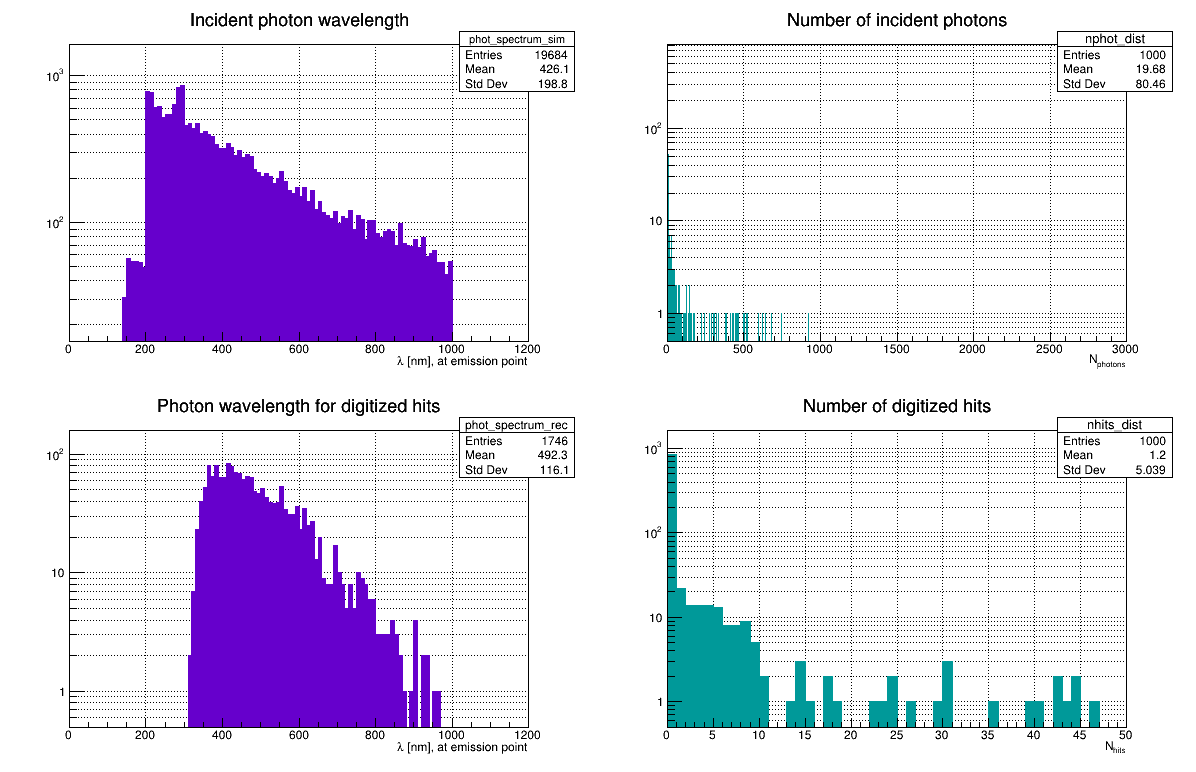 Incident photon wavelength
phot_spectrum_sim
Entries 19684
Mean 426.1
Std Dev 198.8
10³
10²
0 200 400 600 800 1000 1200
λ [nm], at emission point
Number of incident photons
nphot_dist
Entries 1000
Mean 19.68
Std Dev 80.46
10²
10
1
0 500 1000 1500 2000 2500 3000
Nphotons
Photon wavelength for digitized hits
phot_spectrum_rec
Entries 1746
Mean 492.3
Std Dev 116.1
10²
10
1
0 200 400 600 800 1000 1200
λ [nm], at emission point
Number of digitized hits
nhits_dist
Entries 1000
Mean 1.2
Std Dev 5.039
10³
10²
10
1
0 5 10 15 20 25 30 35 40 45 50
Nhits